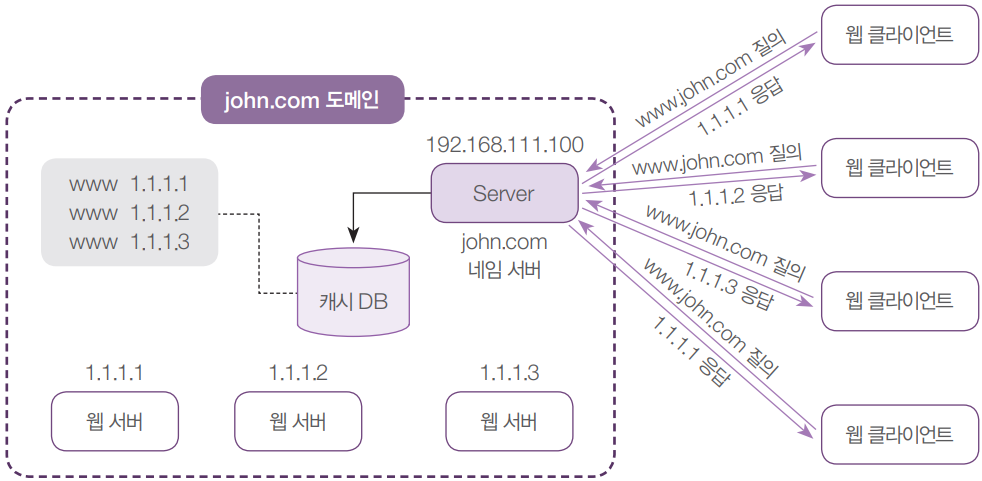 john.com 도메인
192.168.111.100
Server
john.com
네임 서버
www 1.1.1.1
www 1.1.1.2
www 1.1.1.3
캐시 DB
1.1.1.1
웹 서버
1.1.1.2
웹 서버
1.1.1.3
웹 서버
www.john.com 질의
1.1.1.1 응답
웹 클라이언트
www.john.com 질의
1.1.1.2 응답
웹 클라이언트
www.john.com 질의
1.1.1.3 응답
웹 클라이언트
www.john.com 질의
1.1.1.1 응답
웹 클라이언트